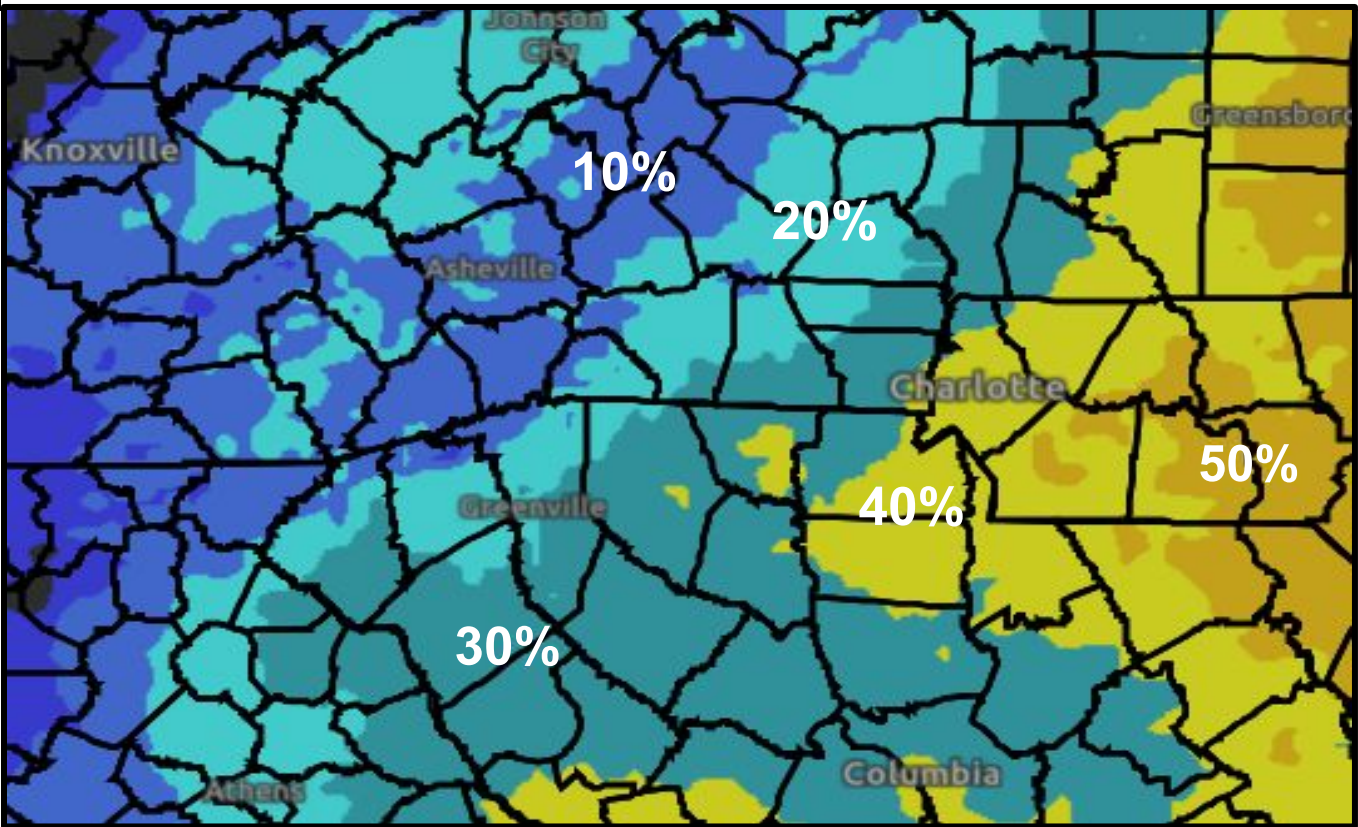 Johnson
City
Greensboro
Knoxville
10%
20%
Asheville
Charlotte
50%
Greenville
40%
30%
Columbia
Athens